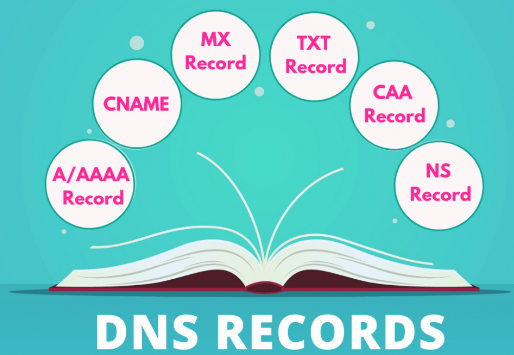 A/AAAA
Record
CNAME
MX
Record
TXT
Record
CAA
Record
NS
Record
DNS RECORDS